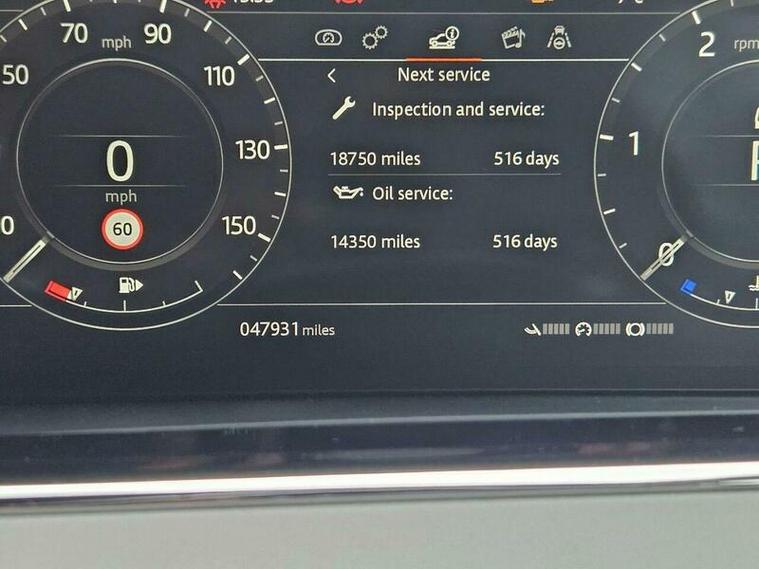 70 mph 90
50
110
130
150
0
mph
60
0
Next service
Inspection and service:
18750 miles 516 days
Oil service:
14350 miles 516 days
2 rpm
1
0
047931 miles